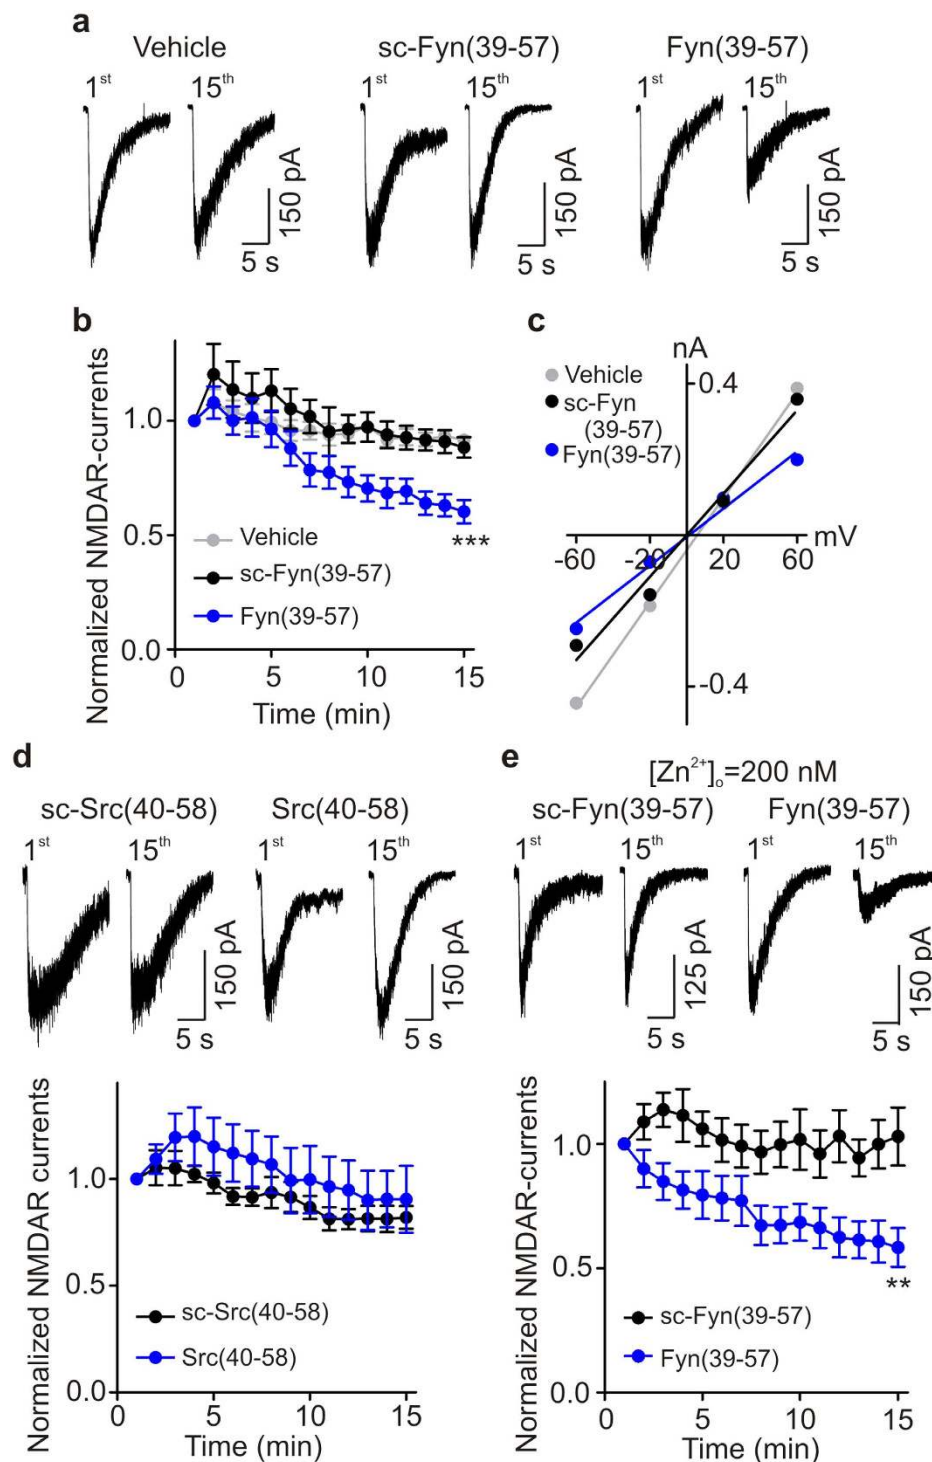 a
Vehicle
sc-Fyn(39-57)
Fyn(39-57)
1st
15th
1st
15th
1st
15th
150 pA
5 s
150 pA
5 s
150 pA
5 s
b
Normalized NMDAR-currents
1.0
0.5
0.0
Vehicle
sc-Fyn(39-57)
Fyn(39-57)
***
0
5
10
15
Time (min)
c
nA
0.4
Vehicle
sc-Fyn
(39-57)
Fyn(39-57)
mV
-60
-20
20
60
-0.4
d
sc-Src(40-58)
Src(40-58)
1st
15th
1st
15th
150 pA
5 s
150 pA
5 s
Normalized NMDAR currents
1.0
0.5
0.0
sc-Src(40-58)
Src(40-58)
0
5
10
15
Time (min)
e
[Zn2+]o=200 nM
sc-Fyn(39-57)
Fyn(39-57)
1st
15th
1st
15th
125 pA
5 s
150 pA
5 s
Normalized NMDAR-currents
1.0
0.5
0.0
**
sc-Fyn(39-57)
Fyn(39-57)
0
5
10
15
Time (min)